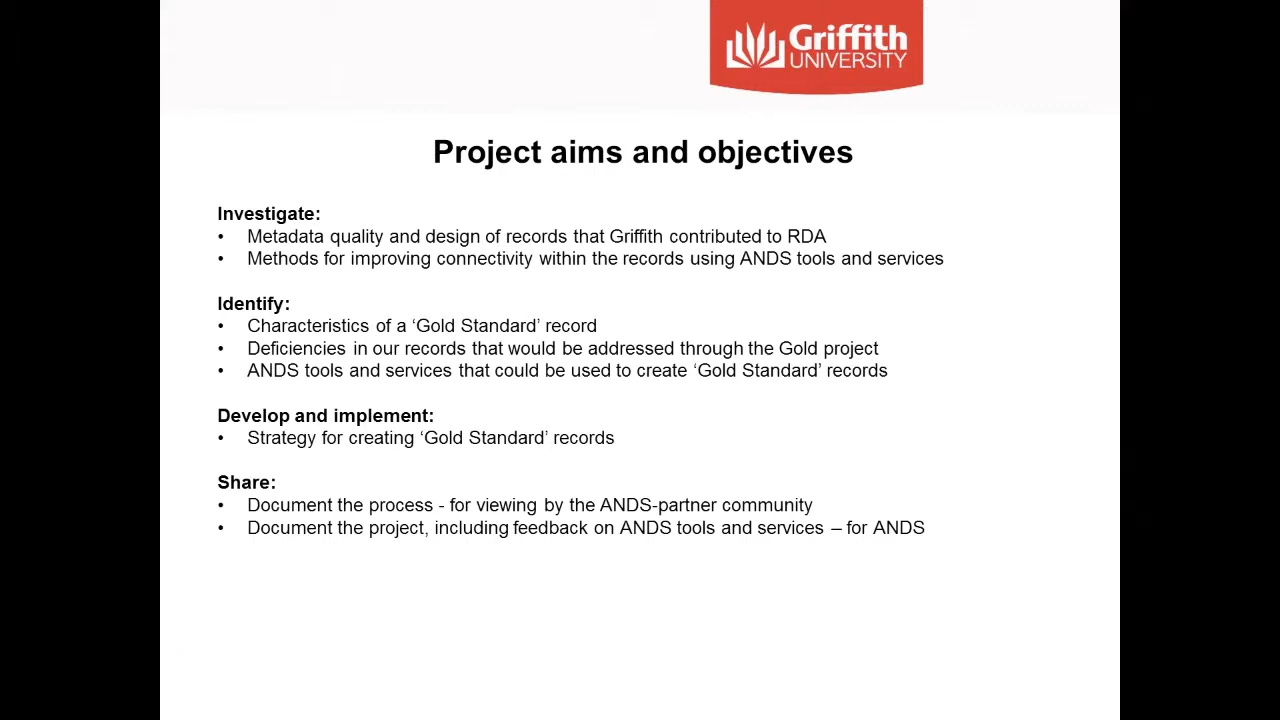 Griffith
UNIVERSITY
Project aims and objectives
Investigate:
• Metadata quality and design of records that Griffith contributed to RDA
• Methods for improving connectivity within the records using ANDS tools and services
Identify:
• Characteristics of a ‘Gold Standard’ record
• Deficiencies in our records that would be addressed through the Gold project
• ANDS tools and services that could be used to create ‘Gold Standard’ records
Develop and implement:
• Strategy for creating ‘Gold Standard’ records
Share:
• Document the process - for viewing by the ANDS-partner community
• Document the project, including feedback on ANDS tools and services – for ANDS